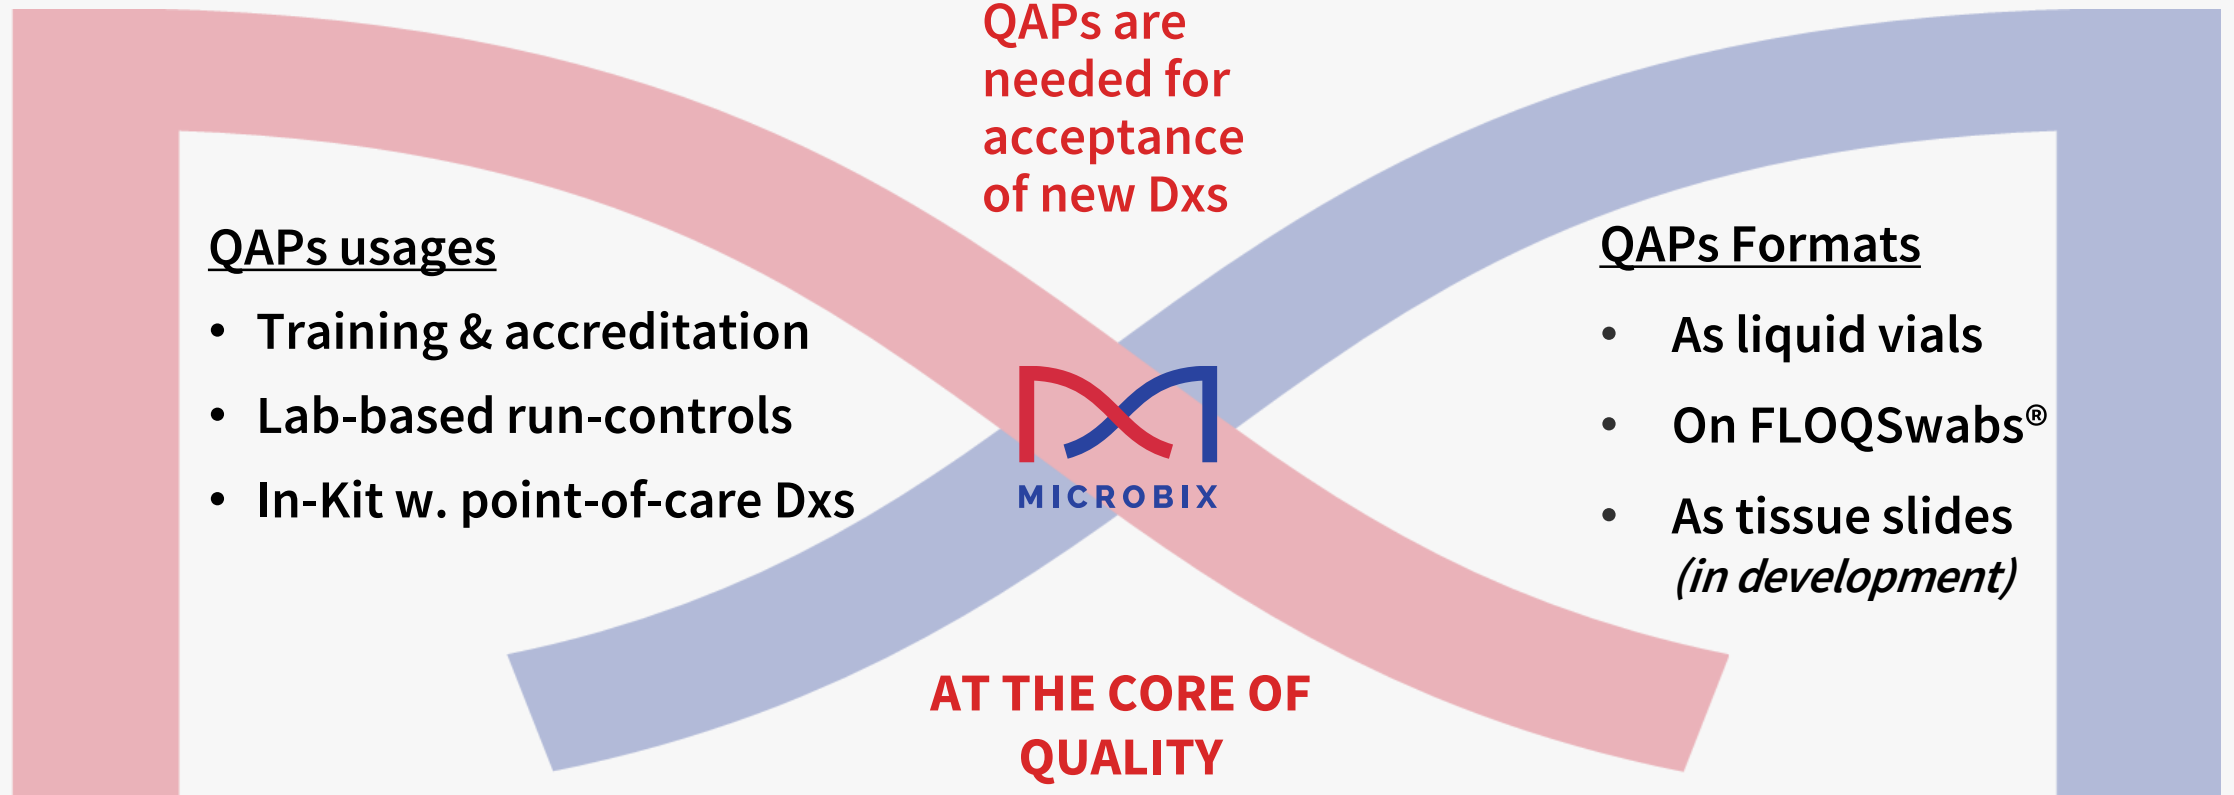 QAPs are
needed for
acceptance
of new Dxs
QAPs usages
• Training & accreditation
• Lab-based run-controls
• In-Kit w. point-of-care Dxs
MICROBIX
QAPs Formats
• As liquid vials
• On FLOQSwabs®
• As tissue slides
(in development)
AT THE CORE OF
QUALITY